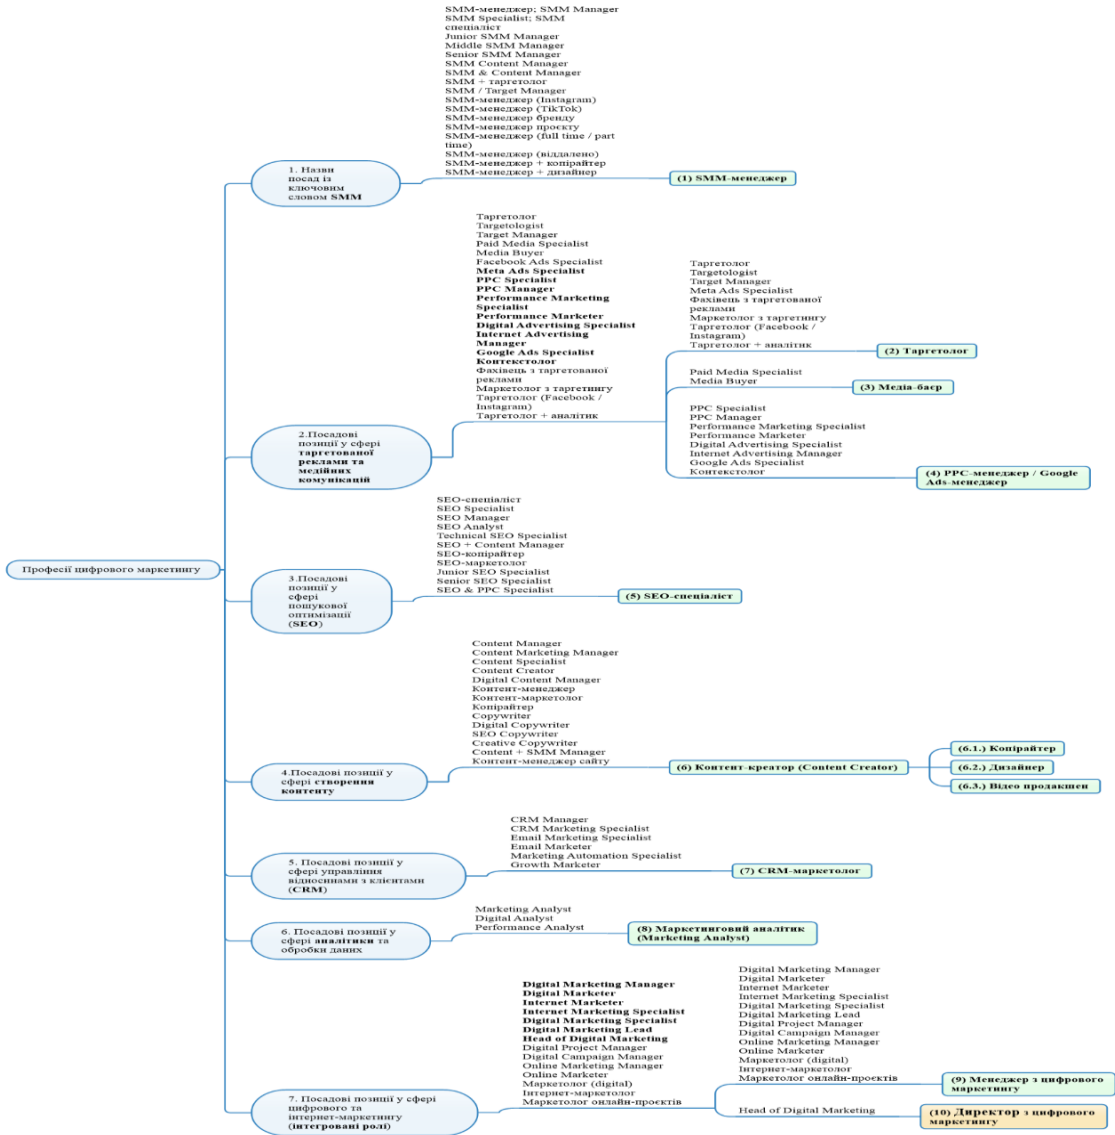 SMM-менеджер; SMM Manager
SMM Specialist; SMM
спеціаліст
Junior SMM Manager
Middle SMM Manager
Senior SMM Manager
SMM Content Manager
SMM & Content Manager
SMM + таргетолог
SMM / Target Manager
SMM-менеджер (Instagram)
SMM-менеджер (TikTok)
SMM-менеджер бренду
SMM-менеджер проєкту
SMM-менеджер (full time / part
time)
SMM-менеджер (віддалено)
SMM-менеджер + копірайтер
SMM-менеджер + дизайнер
1. Назви
посад із
ключовим
словом SMM
(1) SMM-менеджер
Таргетолог
Targetologist
Target Manager
Paid Media Specialist
Media Buyer
Facebook Ads Specialist
Meta Ads Specialist
PPC Specialist
PPC Manager
Performance Marketing
Specialist
Performance Marketer
Digital Advertising Specialist
Internet Advertising
Manager
Google Ads Specialist
Контекстолог
Фахівець з таргетованої
реклами
Маркетолог з таргетингу
Таргетолог (Facebook /
Instagram)
Таргетолог + аналітик
Таргетолог
Targetologist
Target Manager
Meta Ads Specialist
Фахівець з таргетованої
реклами
Маркетолог з таргетингу
Таргетолог (Facebook /
Instagram)
Таргетолог + аналітик
(2) Таргетолог
Paid Media Specialist
Media Buyer
(3) Медіа-баєр
PPC Specialist
PPC Manager
Performance Marketing Specialist
Performance Marketer
Digital Advertising Specialist
Internet Advertising Manager
Google Ads Specialist
Контекстолог
(4) PPC-менеджер / Google
Ads-менеджер
2.Посадові
позиції у сфері
таргетованої
реклами та
медійних
комунікацій
SEO-спеціаліст
SEO Specialist
SEO Manager
SEO Analyst
Technical SEO Specialist
SEO + Content Manager
SEO-копірайтер
SEO-маркетолог
Junior SEO Specialist
Senior SEO Specialist
SEO & PPC Specialist
Професії цифрового маркетингу
3.Посадові
позиції у
сфері
пошукової
оптимізації
(SEO)
(5) SEO-спеціаліст
Content Manager
Content Marketing Manager
Content Specialist
Content Creator
Digital Content Manager
Контент-менеджер
Контент-маркетолог
Копірайтер
Copywriter
Digital Copywriter
SEO Copywriter
Creative Copywriter
Content + SMM Manager
Контент-менеджер сайту
4.Посадові позиції у
сфері створення
контенту
(6) Контент-креатор (Content Creator)
(6.1.) Копірайтер
(6.2.) Дизайнер
(6.3.) Відео продакшен
CRM Manager
CRM Marketing Specialist
Email Marketing Specialist
Email Marketer
Marketing Automation Specialist
Growth Marketer
5. Посадові позиції у
сфері управління
відносинами з клієнтами
(CRM)
(7) CRM-маркетолог
Marketing Analyst
Digital Analyst
Performance Analyst
6. Посадові позиції у
сфері аналітики та
обробки даних
(8) Маркетинговий аналітик
(Marketing Analyst)
Digital Marketing Manager
Digital Marketer
Internet Marketer
Internet Marketing Specialist
Digital Marketing Specialist
Digital Marketing Lead
Head of Digital Marketing
Digital Project Manager
Digital Campaign Manager
Online Marketing Manager
Online Marketer
Маркетолог (digital)
Інтернет-маркетолог
Маркетолог онлайн-проєктів
Digital Marketing Manager
Digital Marketer
Internet Marketer
Internet Marketing Specialist
Digital Marketing Specialist
Digital Marketing Lead
Digital Project Manager
Digital Campaign Manager
Online Marketing Manager
Online Marketer
Маркетолог (digital)
Інтернет-маркетолог
Маркетолог онлайн-проєктів
(9) Менеджер з цифрового
маркетингу
Head of Digital Marketing
(10) Директор з цифрового
маркетингу
7. Посадові позиції у сфері
цифрового та
інтернет-маркетингу
(інтегровані ролі)